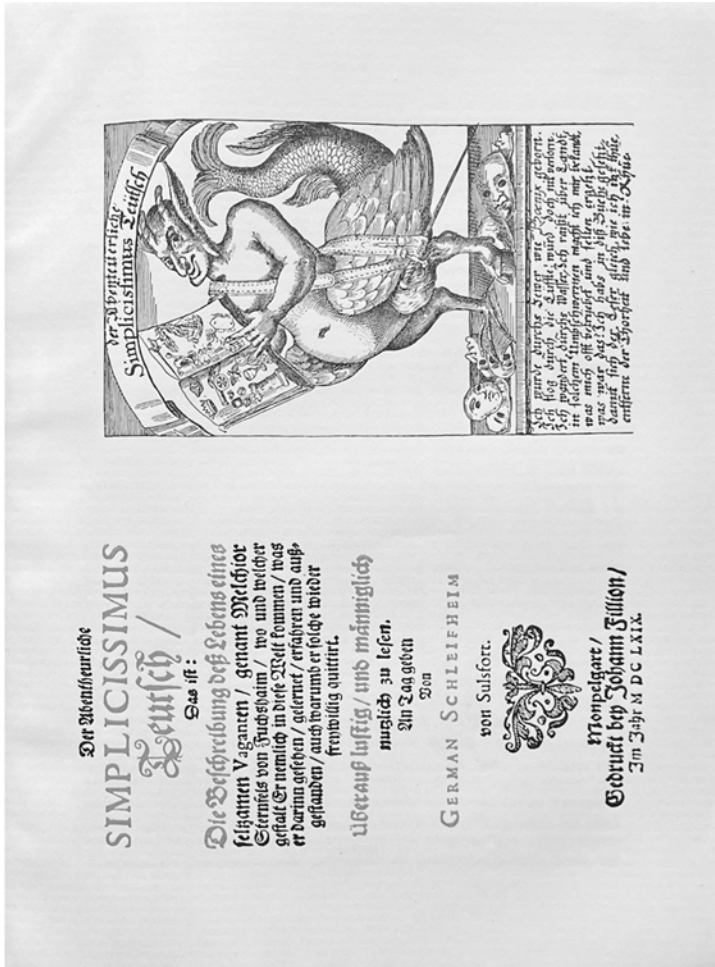 der Abenteuerliche
Simplicissimus Teütsch
Ich wurde durchs Fewer wie Phoenix geborn.
Ich flog durch die Lüffte! wurd doch nit verlorn.
Ich wandert durchs Wasser, Ich raißt über Landt,
in solchem Umbschwermen macht ich mir bekandt,
was mich offt betrüebet und selten ergetzt,
was war das? Ich habs in diß Buche gesetzt,
damit sich der Leser gleich, wie ich itzt thue,
entferne der Thorheit und lebe in Rhue
Der Abentheurliche
SIMPLICISSIMUS
Teutsch /
Das ist:
Die Beschreibung deß Lebens eines
seltzamen Vaganten / genant Melchior
Sternfels von Fuchshaim / wo und welcher
gestalt Er nemlich in diese Welt kommen / was
er darinn gesehen / gelernet / erfahren und auß-
gestanden / auch warumb er solche wieder
freywillig quittirt.
Überauß lustig / und männiglich
nutzlich zu lesen.
An Tag geben
Von
GERMAN SCHLEIFHEIM
von Sulsfort.
Monpelgart /
Gedruckt bey Johann Fillion /
Im Jahr M DC LXIX.